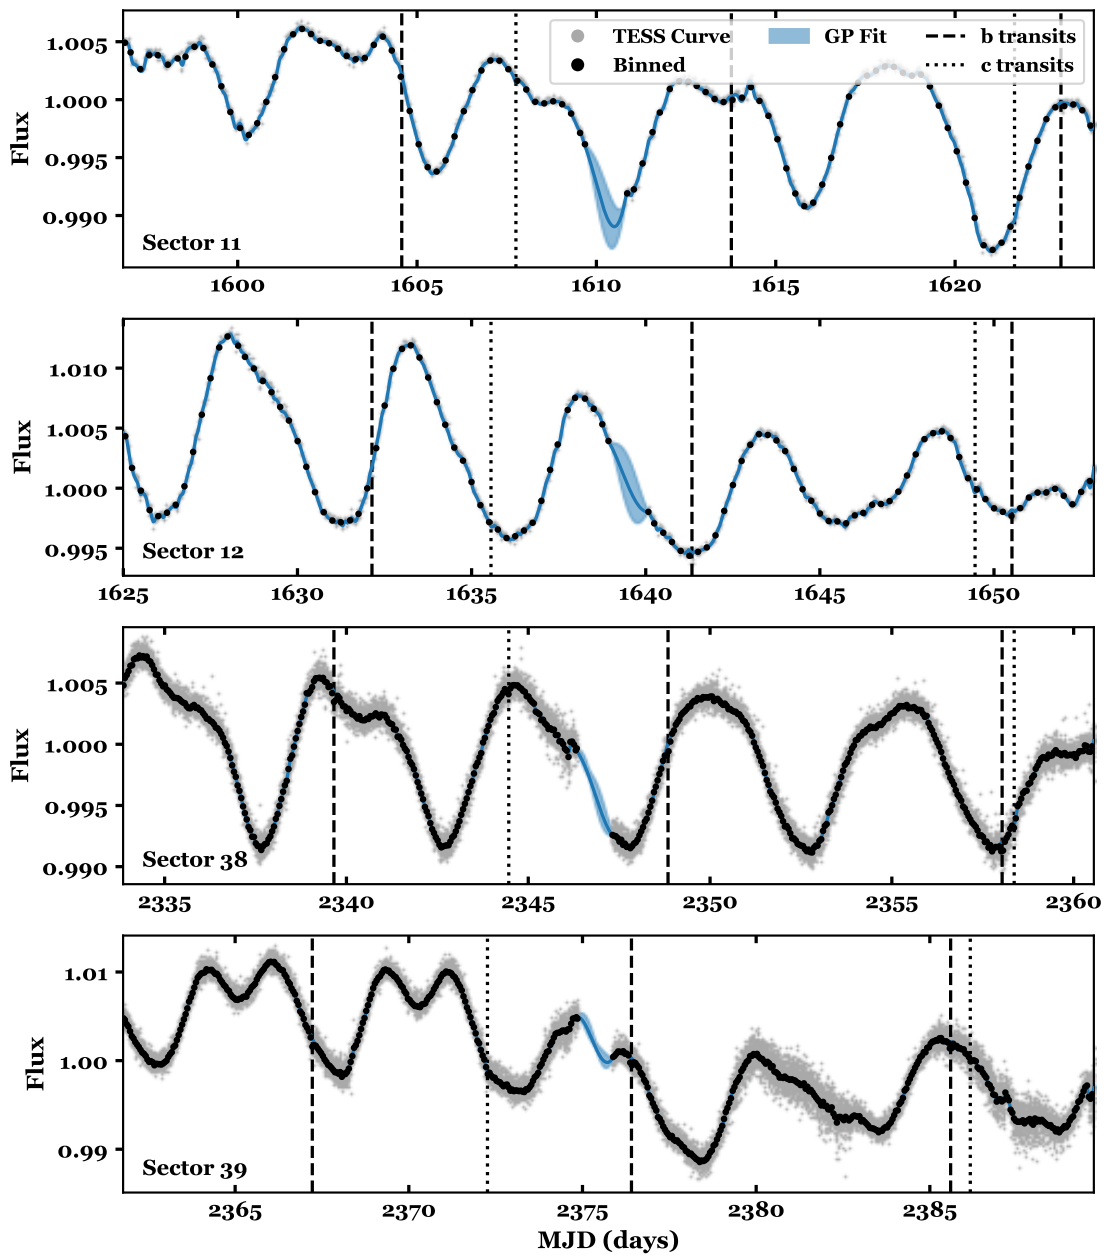 TESS Curve GP Fit b transits
Binned c transits
1.005
1.000
0.995
0.990
Flux
Sector 11
1600 1605 1610 1615 1620
1.010
1.005
1.000
0.995
Flux
Sector 12
1625 1630 1635 1640 1645 1650
1.005
1.000
0.995
0.990
Flux
Sector 38
2335 2340 2345 2350 2355 2360
1.01
1.00
0.99
Flux
Sector 39
2365 2370 2375 2380 2385
MJD (days)